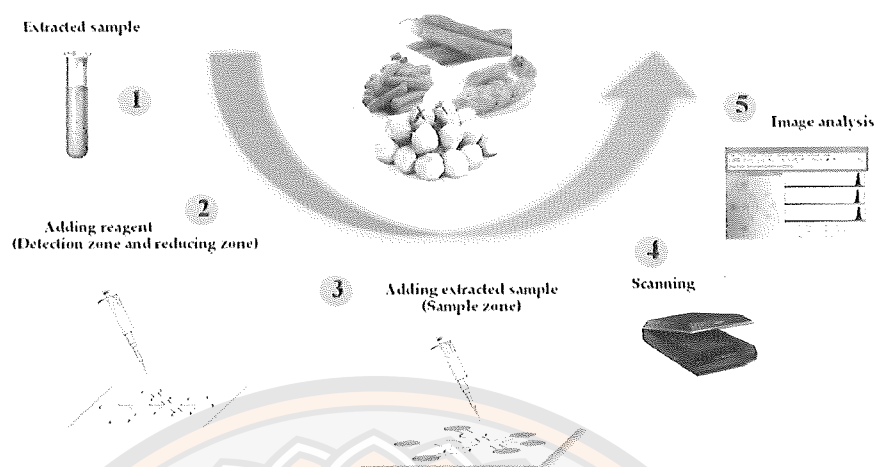 Extracted sample
1
2
Adding reagent
(Detection zone and reducing zone)
3
Adding extracted sample
(Sample zone)
4
Scanning
5
Image analysis